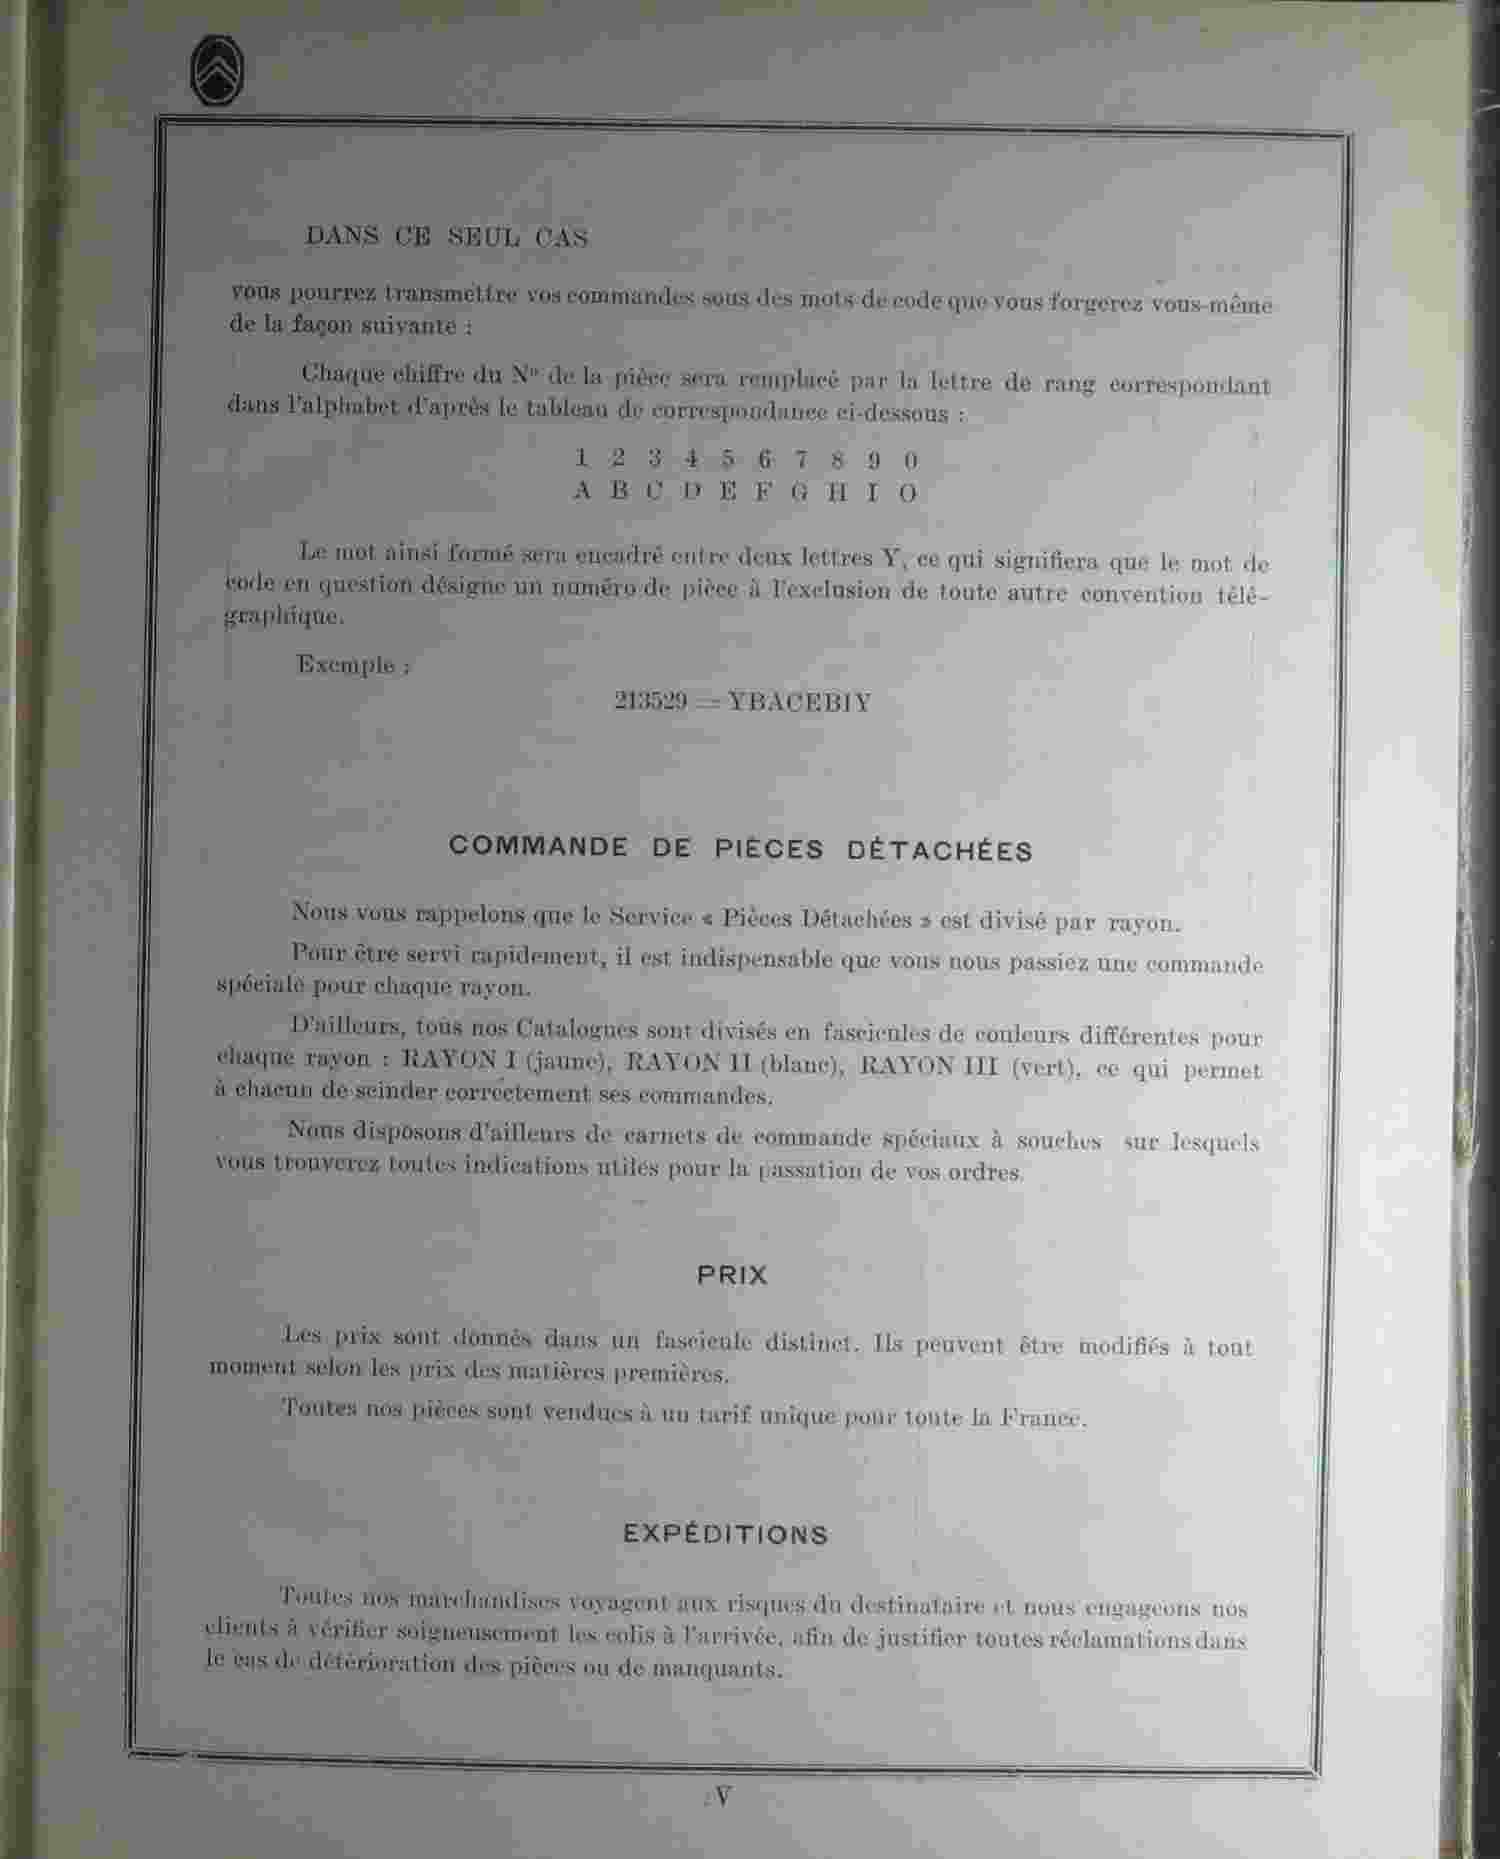 DANS CE SEUL CAS
vous pourrez transmettre vos commandes sous des mots de code que vous forgerez vous-même
de la façon suivante :
Chaque chiffre du N° de la pièce sera remplacé par la lettre de rang correspondant
dans l'alphabet d'après le tableau de correspondance ci-dessous :
1 2 3 4 5 6 7 8 9 0
A B C D E F G H I O
Le mot ainsi formé sera encadré entre deux lettres Y, ce qui signifiera que le mot de
code en question désigne un numéro de pièce à l'exclusion de toute autre convention télé-
graphique.
Exemple :
213529 = YBACEBIY
COMMANDE DE PIÈCES DÉTACHÉES
Nous vous rappelons que le Service « Pièces Détachées » est divisé par rayon.
Pour être servi rapidement, il est indispensable que vous nous passiez une commande
spéciale pour chaque rayon.
D'ailleurs, tous nos Catalogues sont divisés en fascicules de couleurs différentes pour
chaque rayon : RAYON I (jaune), RAYON II (blanc), RAYON III (vert), ce qui permet
à chacun de scinder correctement ses commandes.
Nous disposons d'ailleurs de carnets de commande spéciaux à souches sur lesquels
vous trouverez toutes indications utiles pour la passation de vos ordres.
PRIX
Les prix sont donnés dans un fascicule distinct. Ils peuvent être modifiés à tout
moment selon les prix des matières premières.
Toutes nos pièces sont vendues à un tarif unique pour toute la France.
EXPÉDITIONS
Toutes nos marchandises voyagent aux risques du destinataire et nous engageons nos
clients à vérifier soigneusement les colis à l'arrivée, afin de justifier toutes réclamations dans
le cas de détérioration des pièces ou de manquants.
V